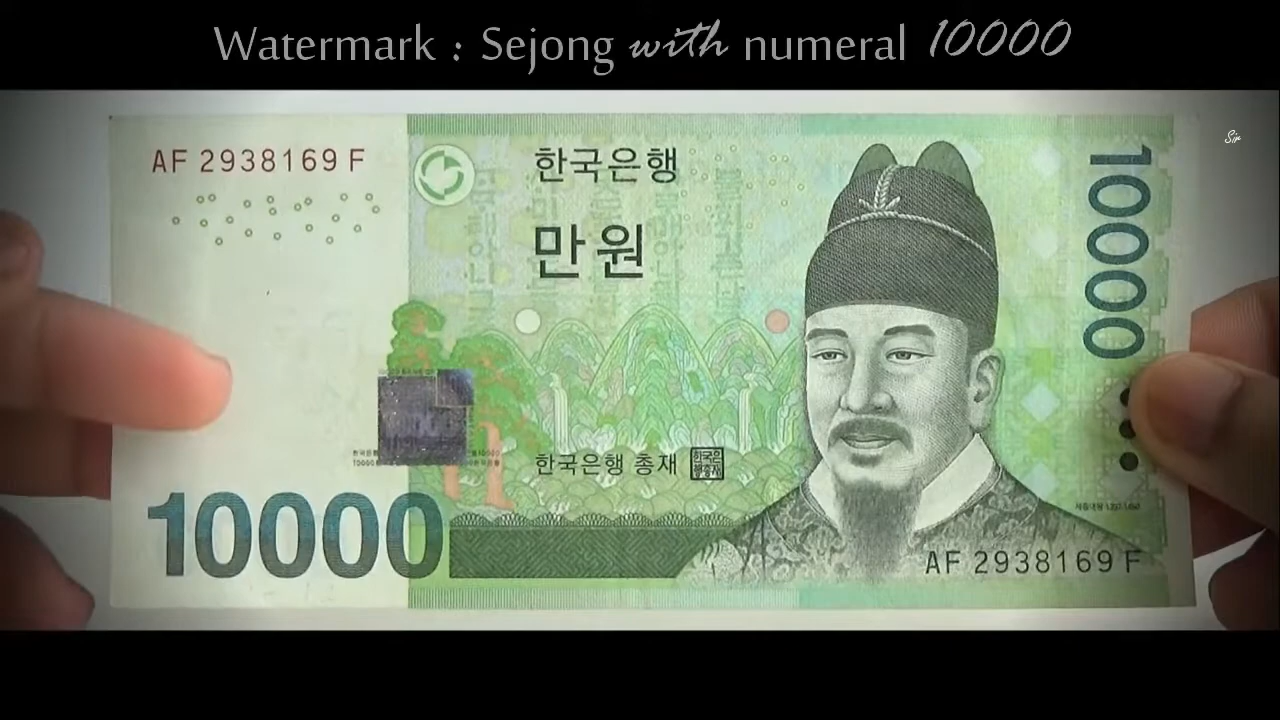 Watermark : Sejong with numeral 10000
Sir
AF 2938169 F
한국은행
만원
10000
한국은행 총재
10000
AF 2938169 F